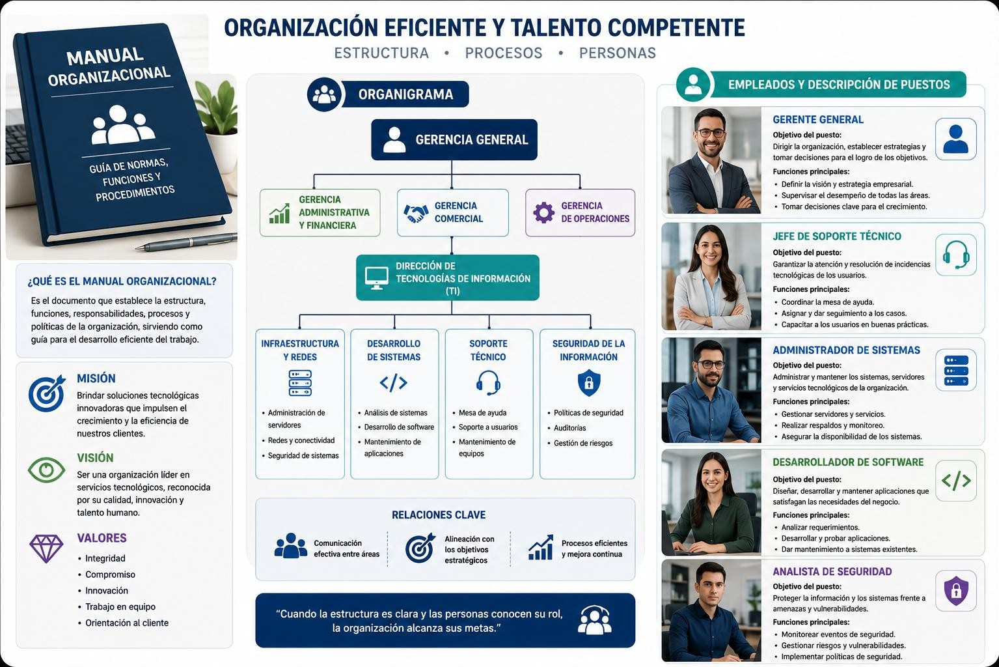 ORGANIZACIÓN EFICIENTE Y TALENTO COMPETENTE
ESTRUCTURA • PROCESOS • PERSONAS
MANUAL
ORGANIZACIONAL
GUÍA DE NORMAS,
FUNCIONES Y
PROCEDIMIENTOS
¿QUÉ ES EL MANUAL ORGANIZACIONAL?
Es el documento que establece la estructura,
funciones, responsabilidades, procesos y
políticas de la organización, sirviendo como
guía para el desarrollo eficiente del trabajo.
MISIÓN
Brindar soluciones tecnológicas
innovadoras que impulsen el
crecimiento y la eficiencia de
nuestros clientes.
VISIÓN
Ser una organización líder en
servicios tecnológicos, reconocida
por su calidad, innovación y
talento humano.
VALORES
• Integridad
• Compromiso
• Innovación
• Trabajo en equipo
• Orientación al cliente
ORGANIGRAMA
GERENCIA GENERAL
GERENCIA
ADMINISTRATIVA
Y FINANCIERA
GERENCIA
COMERCIAL
GERENCIA
DE OPERACIONES
DIRECCIÓN DE
TECNOLOGÍAS DE INFORMACIÓN
(TI)
INFRAESTRUCTURA
Y REDES
• Administración de
servidores
• Redes y conectividad
• Seguridad de sistemas
DESARROLLO
DE SISTEMAS
</>
• Análisis de sistemas
• Desarrollo de software
• Mantenimiento de
aplicaciones
SOPORTE
TÉCNICO
• Mesa de ayuda
• Soporte a usuarios
• Mantenimiento de
equipos
SEGURIDAD DE LA
INFORMACIÓN
• Políticas de seguridad
• Auditorías
• Gestión de riesgos
RELACIONES CLAVE
Comunicación
efectiva entre áreas
Alineación con
los objetivos
estratégicos
Procesos eficientes
y mejora continua
“Cuando la estructura es clara y las personas conocen su rol,
la organización alcanza sus metas.”
EMPLEADOS Y DESCRIPCIÓN DE PUESTOS
GERENTE GENERAL
Objetivo del puesto:
Dirigir la organización, establecer estrategias y
tomar decisiones para el logro de los objetivos.
Funciones principales:
• Definir la visión y estrategia empresarial.
• Supervisar el desempeño de todas las áreas.
• Tomar decisiones clave para el crecimiento.
JEFE DE SOPORTE TÉCNICO
Objetivo del puesto:
Garantizar la atención y resolución de incidencias
tecnológicas de los usuarios.
Funciones principales:
• Coordinar la mesa de ayuda.
• Asignar y dar seguimiento a los casos.
• Capacitar a los usuarios en buenas prácticas.
ADMINISTRADOR DE SISTEMAS
Objetivo del puesto:
Administrar y mantener los sistemas, servidores
y servicios tecnológicos de la organización.
Funciones principales:
• Gestionar servidores y servicios.
• Realizar respaldos y monitoreo.
• Asegurar la disponibilidad de los sistemas.
DESARROLLADOR DE SOFTWARE
Objetivo del puesto:
Diseñar, desarrollar y mantener aplicaciones que
satisfagan las necesidades del negocio.
Funciones principales:
• Analizar requerimientos.
• Desarrollar y probar aplicaciones.
• Dar mantenimiento a sistemas existentes.
</>
ANALISTA DE SEGURIDAD
Objetivo del puesto:
Proteger la información y los sistemas frente a
amenazas y vulnerabilidades.
Funciones principales:
• Monitorear eventos de seguridad.
• Gestionar riesgos y vulnerabilidades.
• Implementar políticas de seguridad.